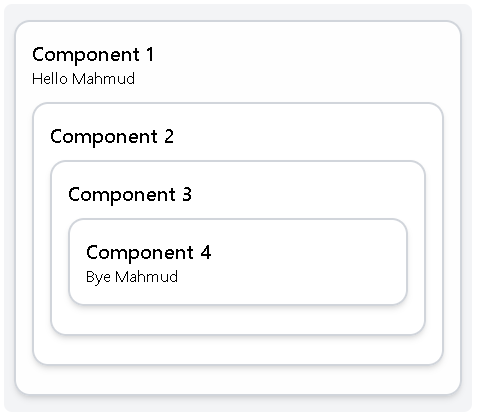 Component 1
Hello Mahmud
Component 2
Component 3
Component 4
Bye Mahmud